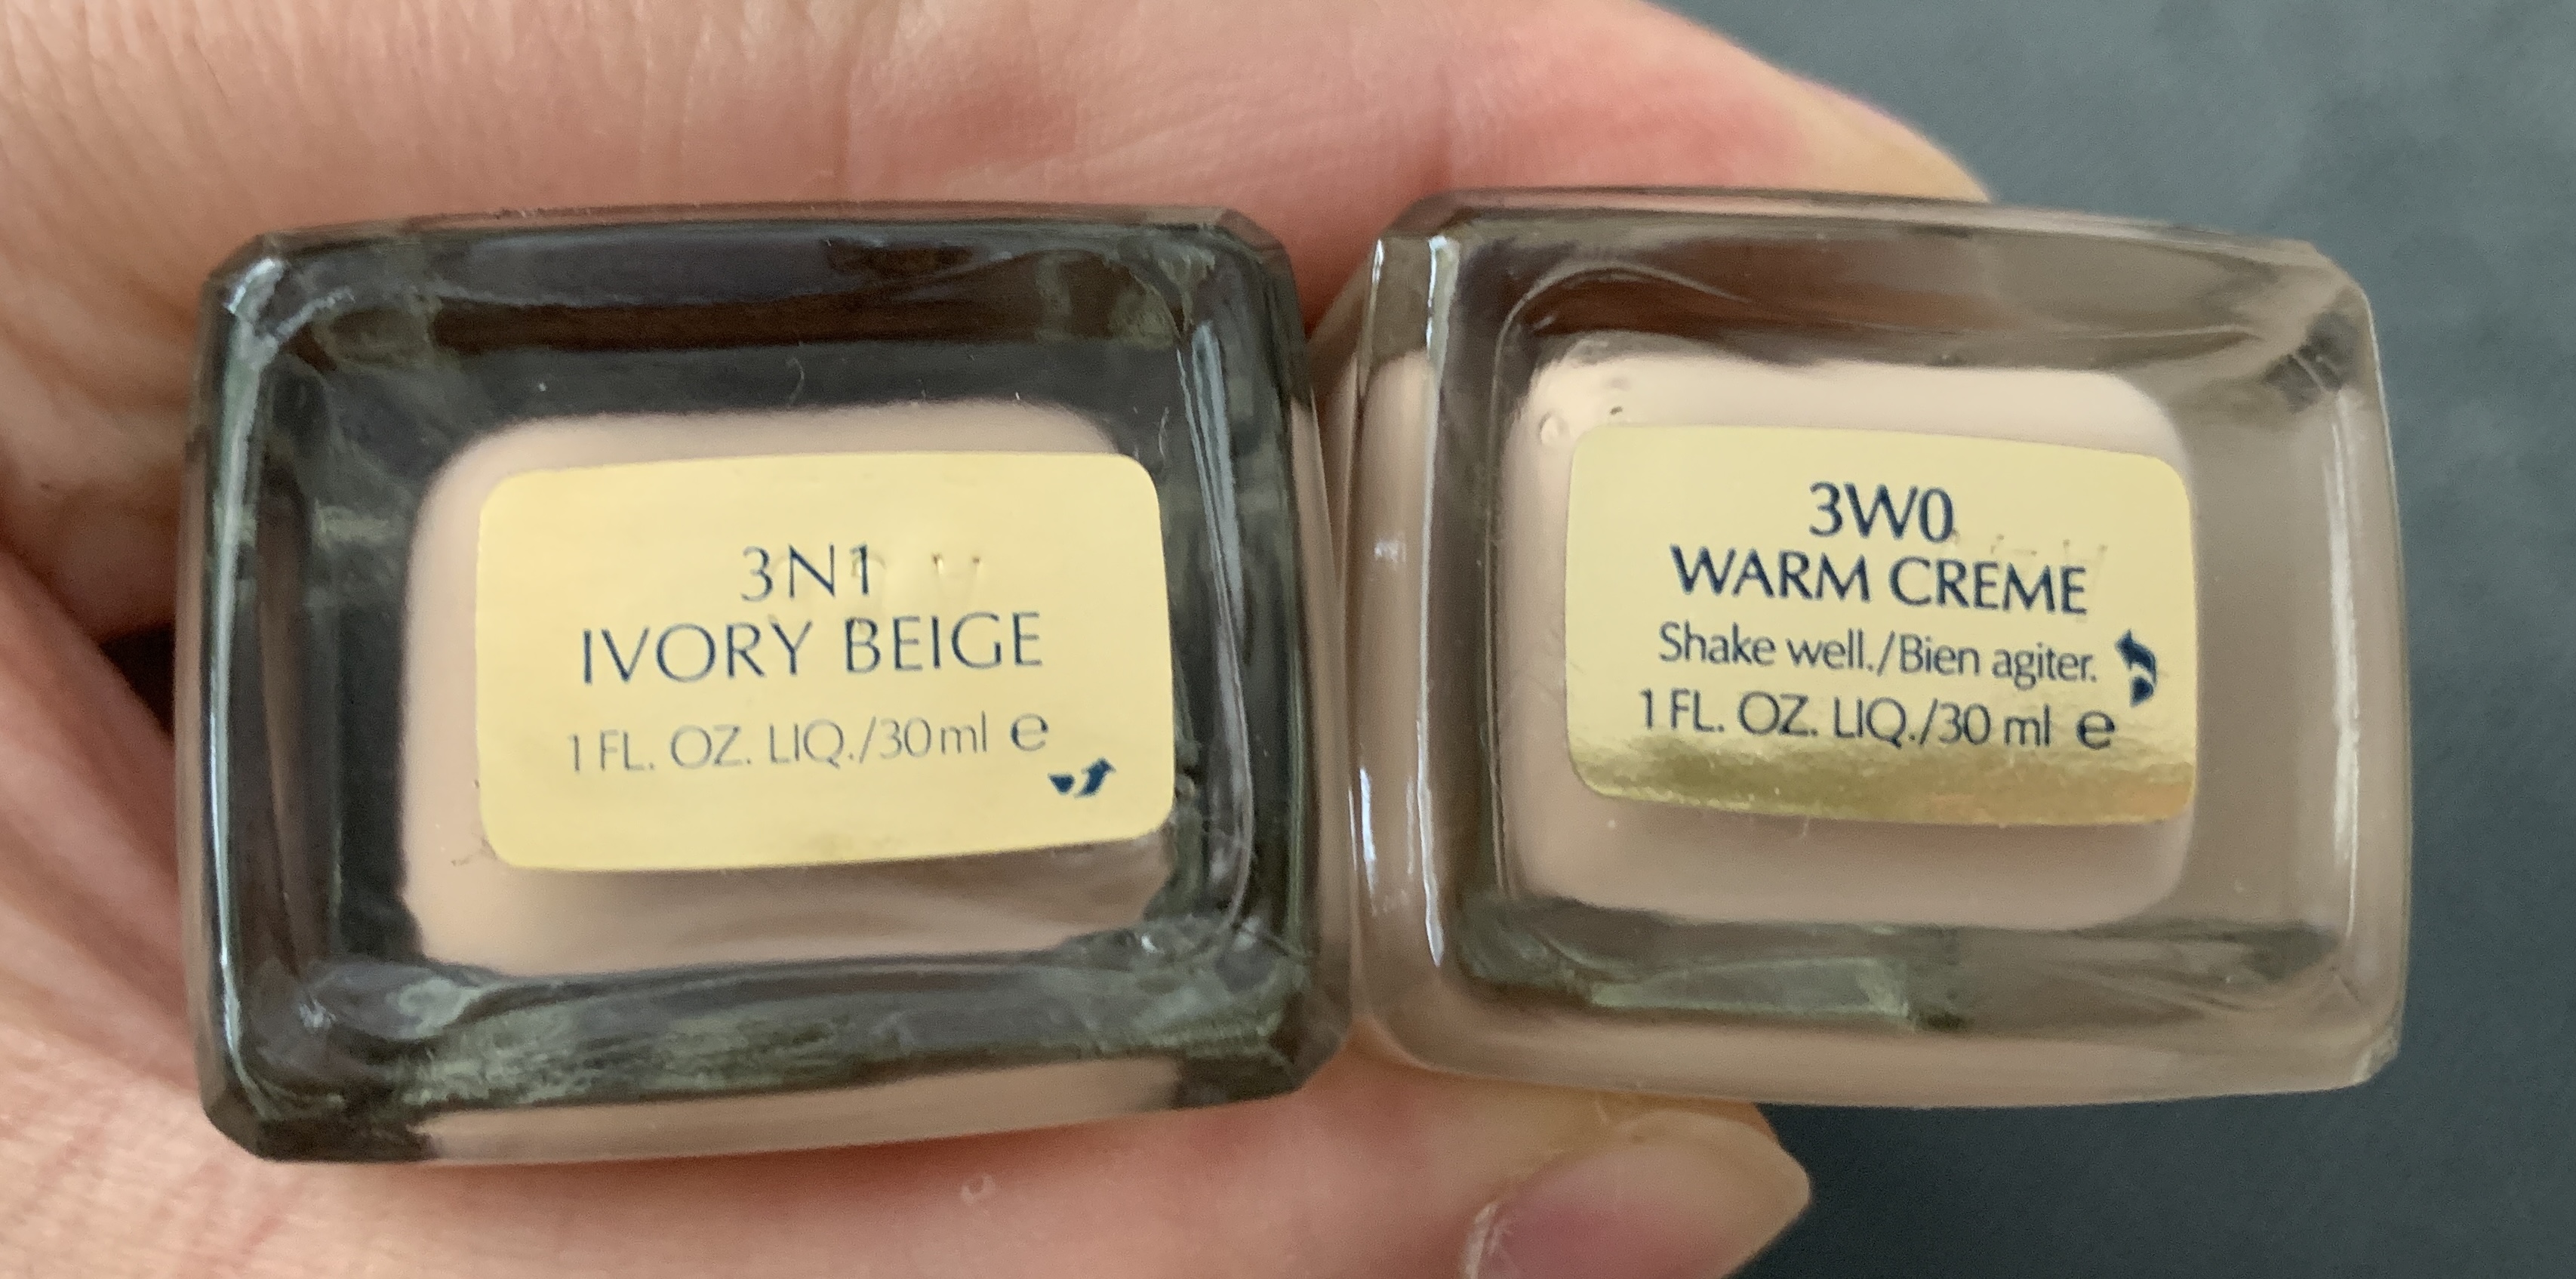 3N1
IVORY BEIGE
1 FL. OZ. LIQ./30ml e
3W0
WARM CREME
Shake well./Bien agiter.
1 FL. OZ. LIQ./30 ml e